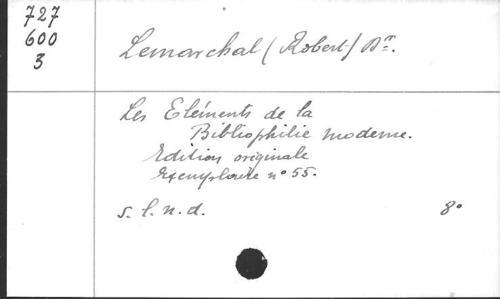 727
600
3
Lemarchal (Robert) Dr.
Les Eléments de la
Bibliophilie moderne.
Edition originale
Exemplaire n° 55.
s. l. n. d.
8°